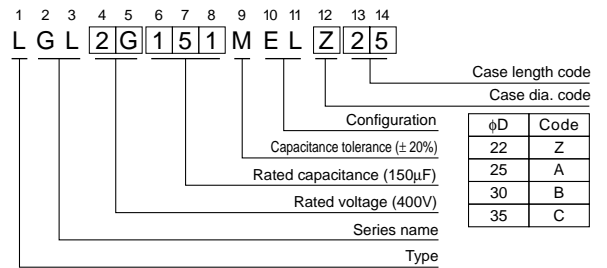 1 2 3 4 5 6 7 8 9 10 11 12 13 14
L G L 2 G 1 5 1 M E L Z 2 5
Case length code
Case dia. code
Configuration
Capacitance tolerance (± 20%)
Rated capacitance (150µF)
Rated voltage (400V)
Series name
Type
ϕD Code
22 Z
25 A
30 B
35 C